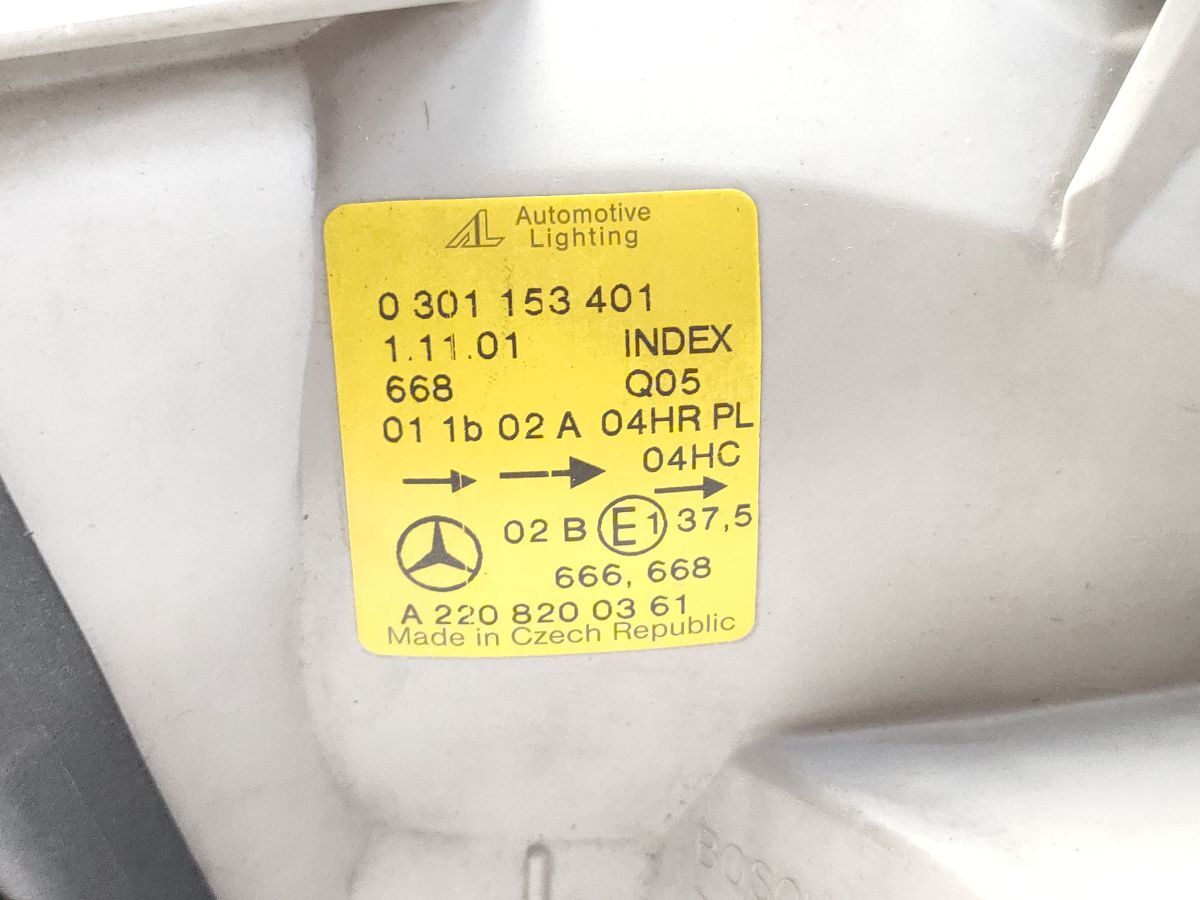 AL Automotive
Lighting
0 301 153 401
1.11.01 INDEX
668 Q05
01 1b 02 A 04HR PL
04HC
02 B E1 37,5
666, 668
A 220 820 03 61
Made in Czech Republic